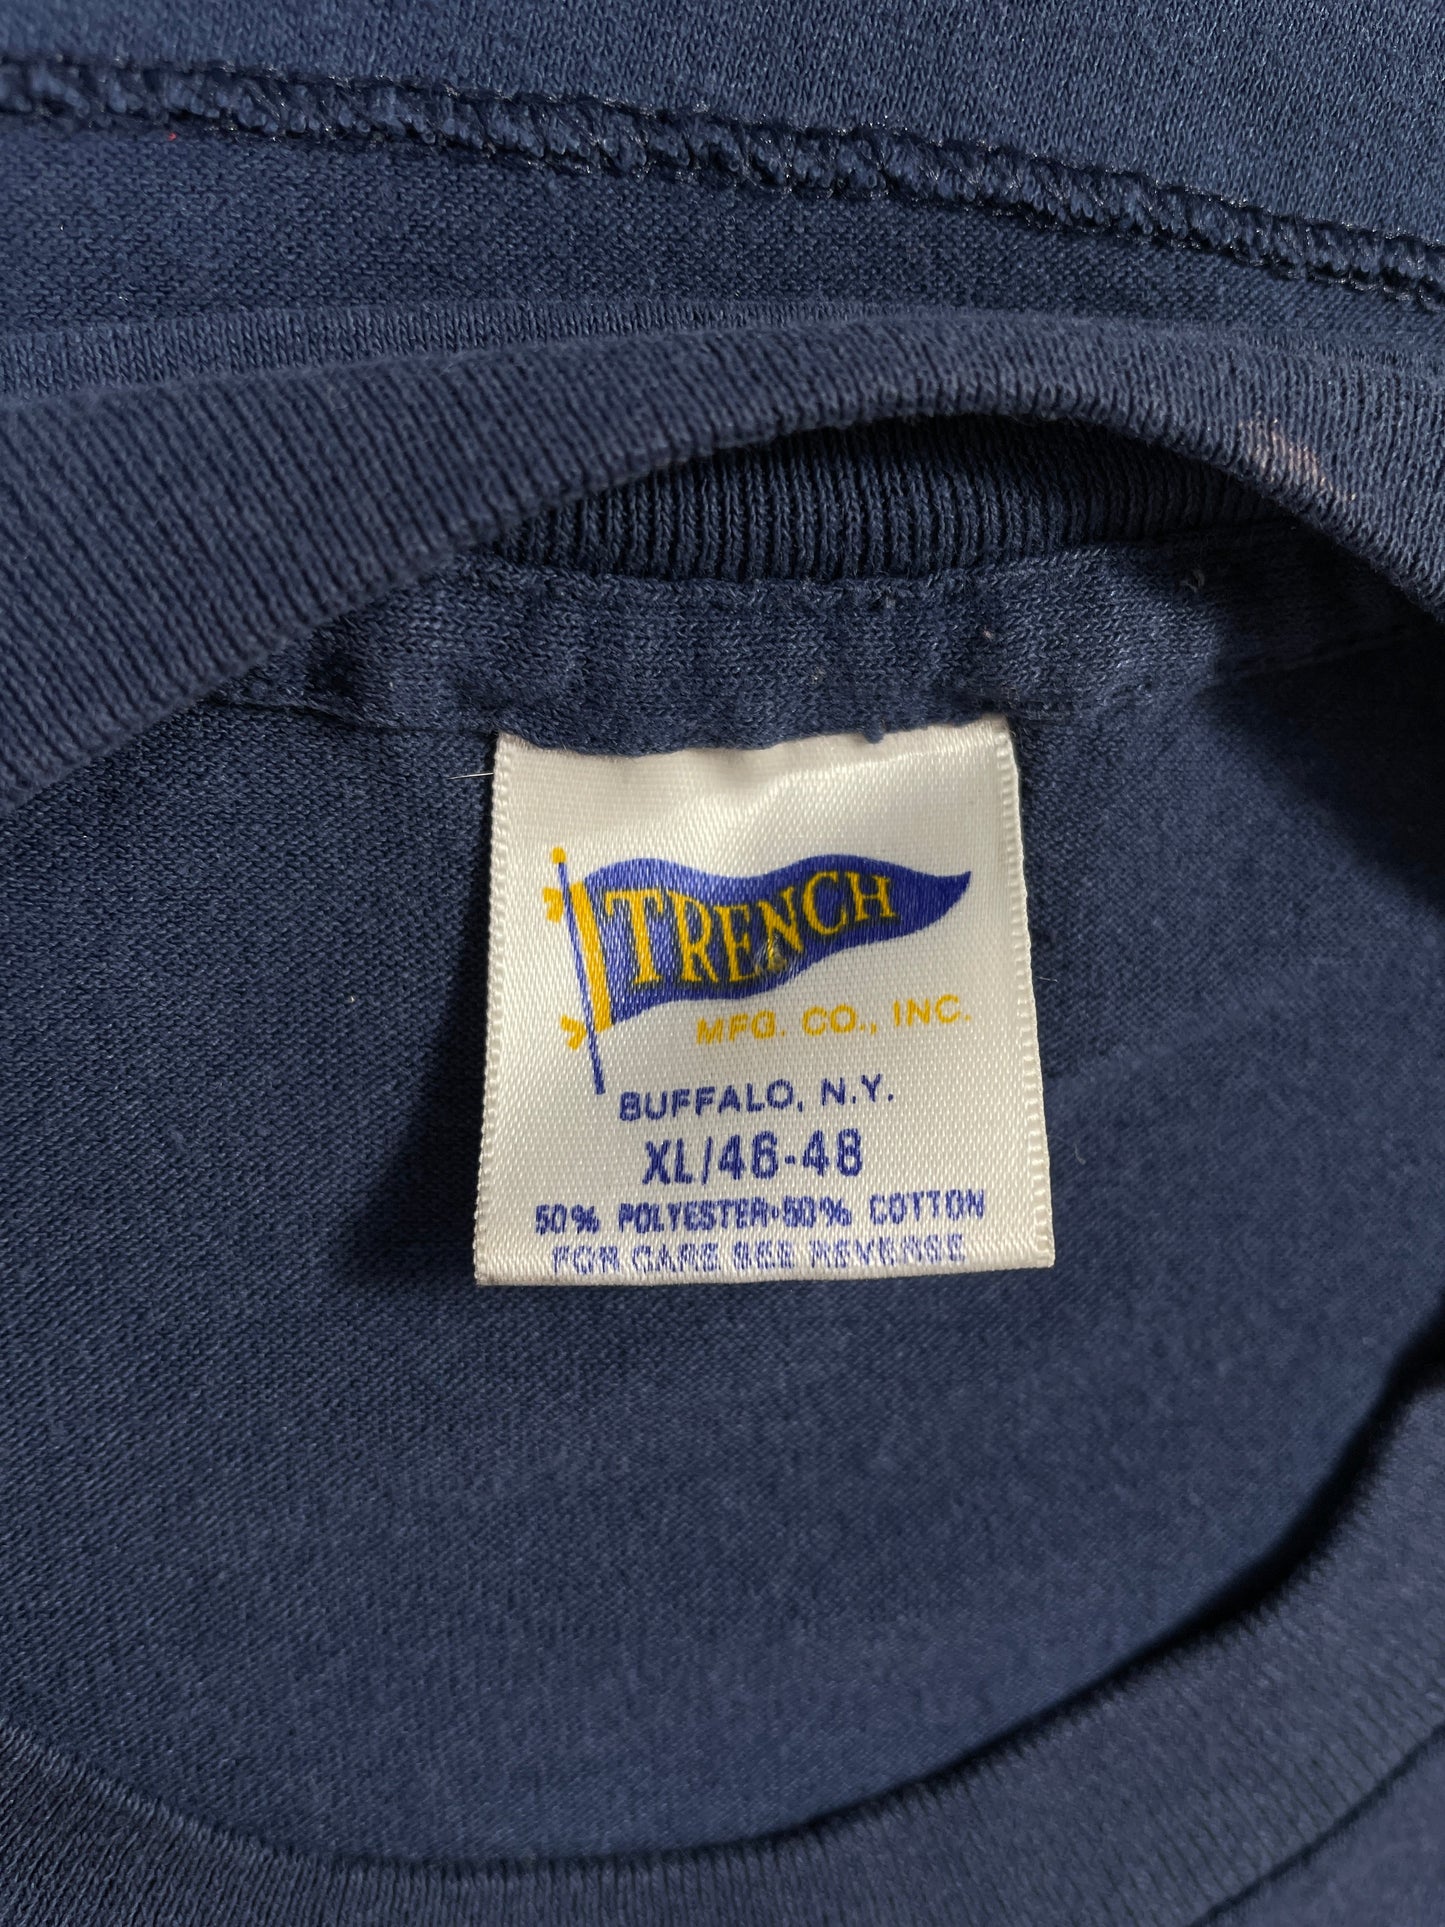 TRENCH
MFG. CO., INC.
BUFFALO, N.Y.
XL/46-48
50% POLYESTER·50% COTTON
FOR CARE SEE REVERSE